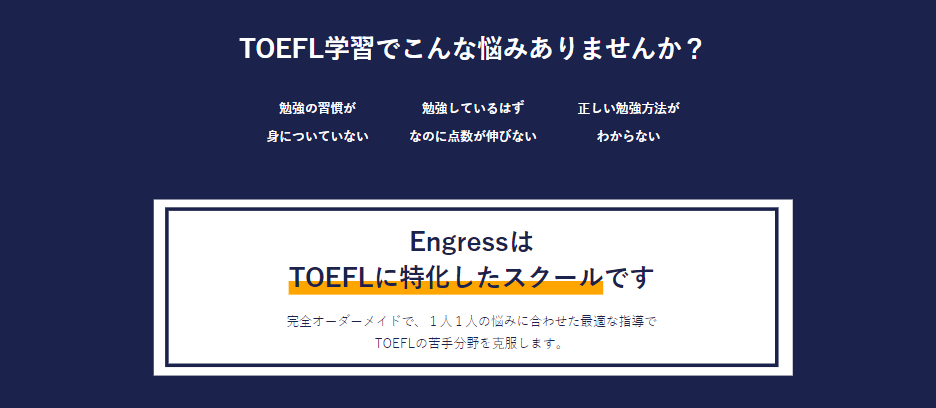 TOEFL学習でこんな悩みありませんか？
勉強の習慣が
身についていない
勉強しているはず
なのに点数が伸びない
正しい勉強方法が
わからない
Engressは
TOEFLに特化したスクールです
完全オーダーメイドで、１人１人の悩みに合わせた最適な指導で
TOEFLの苦手分野を克服します。